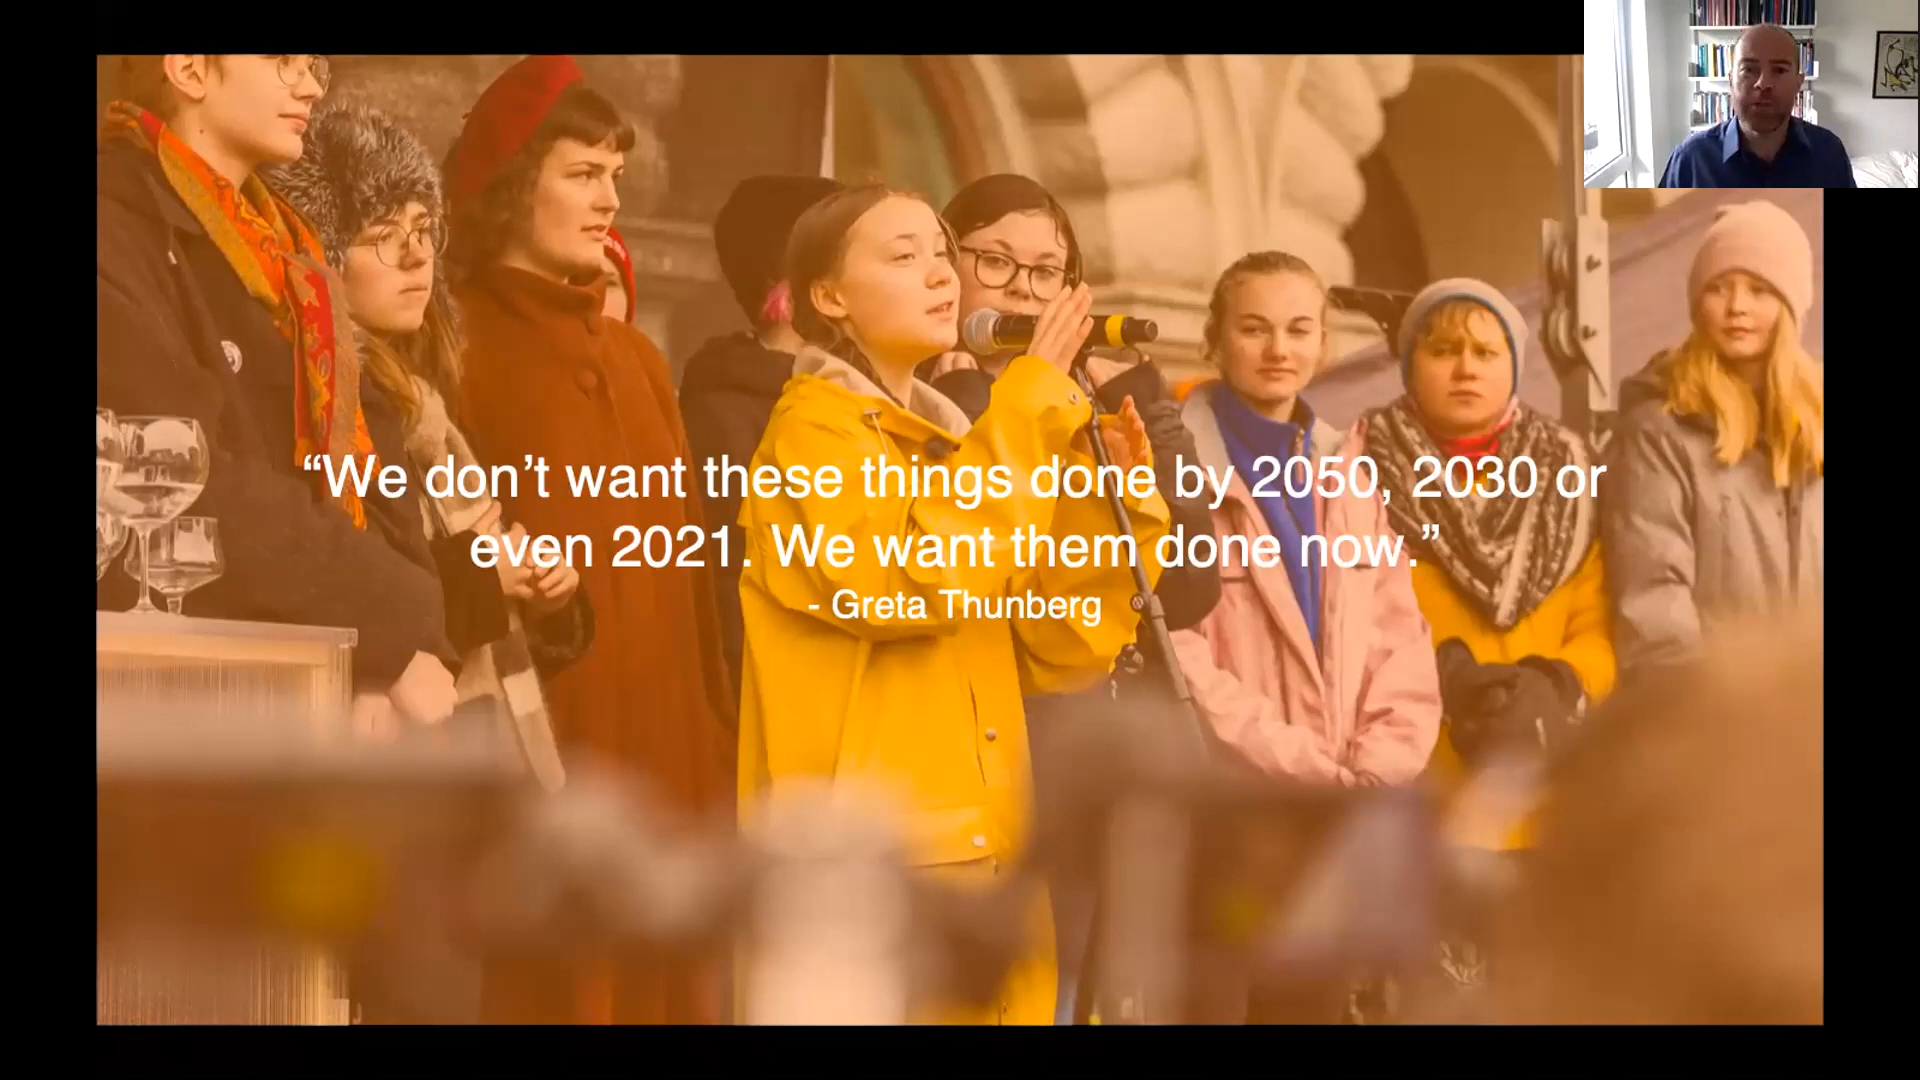 “We don’t want these things done by 2050, 2030 or
even 2021. We want them done now.”
- Greta Thunberg